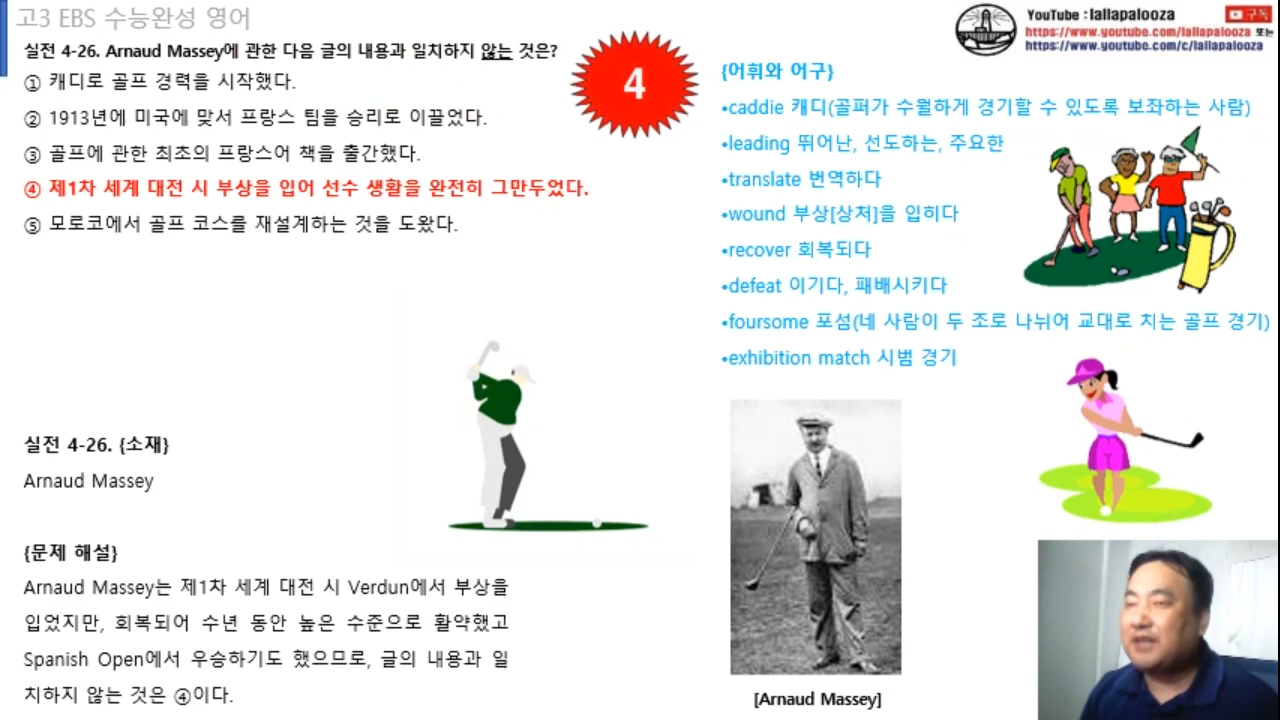 고3 EBS 수능완성 영어
실전 4-26. Arnaud Massey에 관한 다음 글의 내용과 일치하지 않는 것은?
① 캐디로 골프 경력을 시작했다.
② 1913년에 미국에 맞서 프랑스 팀을 승리로 이끌었다.
③ 골프에 관한 최초의 프랑스어 책을 출간했다.
④ 제1차 세계 대전 시 부상을 입어 선수 생활을 완전히 그만두었다.
⑤ 모로코에서 골프 코스를 재설계하는 것을 도왔다.
4
실전 4-26. {소재}
Arnaud Massey
{문제 해설}
Arnaud Massey는 제1차 세계 대전 시 Verdun에서 부상을
입었지만, 회복되어 수년 동안 높은 수준으로 활약했고
Spanish Open에서 우승하기도 했으므로, 글의 내용과 일
치하지 않는 것은 ④이다.
YouTube : lallapalooza
구독
https://www.youtube.com/lallapalooza 또는
https://www.youtube.com/c/lallapalooza
{어휘와 어구}
•caddie 캐디(골퍼가 수월하게 경기할 수 있도록 보좌하는 사람)
•leading 뛰어난, 선도하는, 주요한
•translate 번역하다
•wound 부상[상처]을 입히다
•recover 회복되다
•defeat 이기다, 패배시키다
•foursome 포섬(네 사람이 두 조로 나뉘어 교대로 치는 골프 경기)
•exhibition match 시범 경기
[Arnaud Massey]